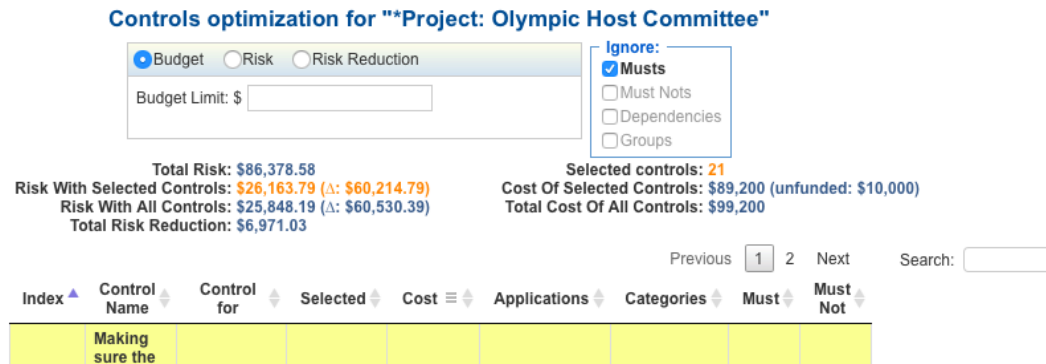 Controls optimization for "*Project: Olympic Host Committee"
Budget Risk Risk Reduction
Budget Limit: $
Ignore:
Musts
Must Nots
Dependencies
Groups
Total Risk: $86,378.58
Risk With Selected Controls: $26,163.79 (Δ: $60,214.79)
Risk With All Controls: $25,848.19 (Δ: $60,530.39)
Total Risk Reduction: $6,971.03
Selected controls: 21
Cost Of Selected Controls: $89,200 (unfunded: $10,000)
Total Cost Of All Controls: $99,200
Previous 1 2 Next Search:
Index Control Name Control for Selected Cost Applications Categories Must Must Not
Making
sure the